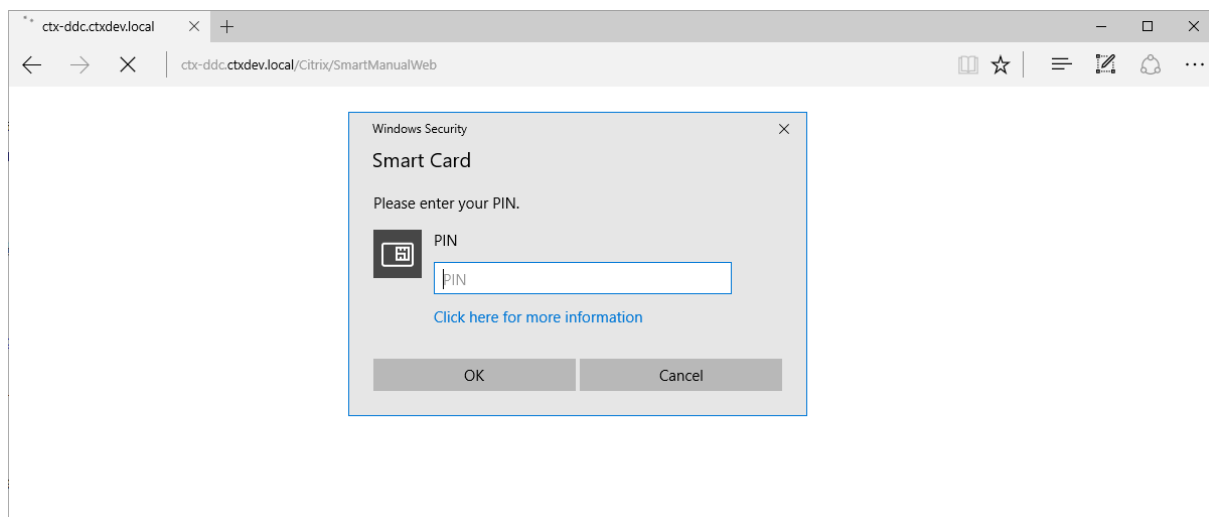 ctx-ddc.ctxdev.local
ctx-ddc.ctxdev.local/Citrix/SmartManualWeb
Windows Security
Smart Card
Please enter your PIN.
PIN
PIN
Click here for more information
OK Cancel